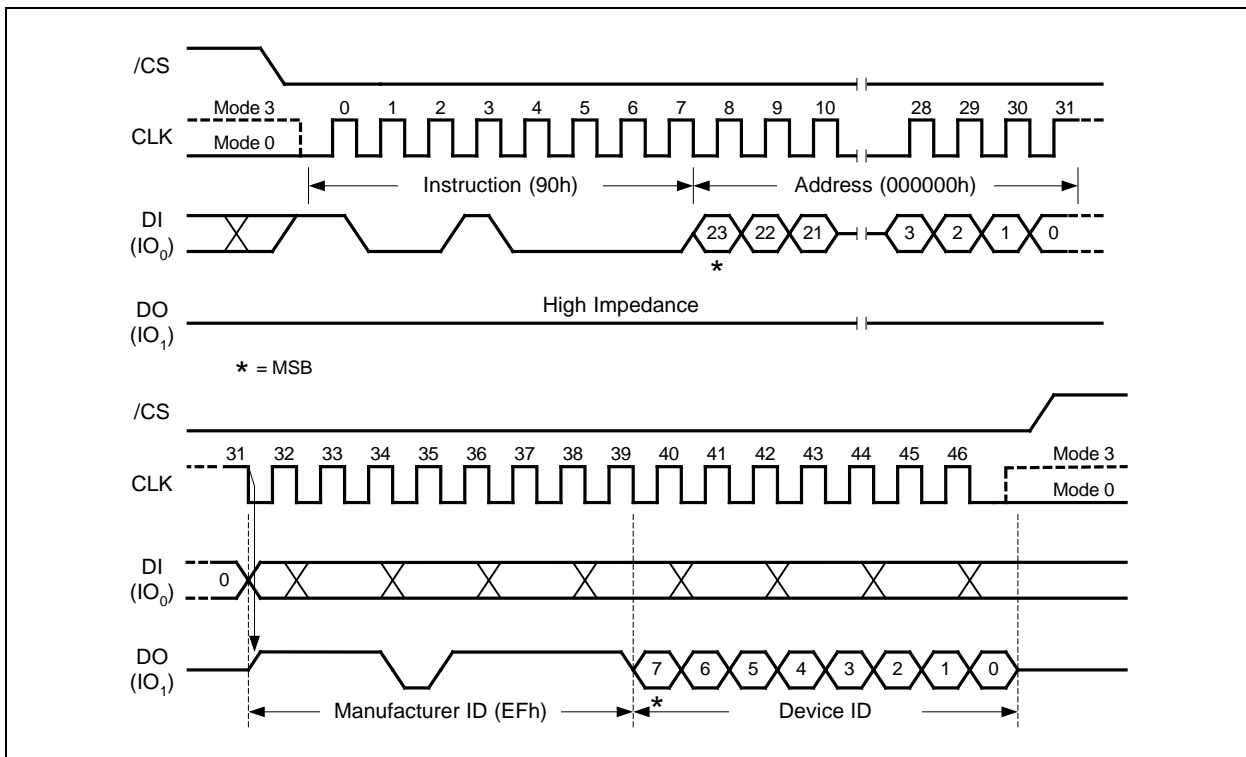 /CS
Mode 3 0 1 2 3 4 5 6 7 8 9 10 28 29 30 31
CLK
Mode 0
Instruction (90h) Address (000000h)
DI
(IO0) 23 22 21 3 2 1 0
*
High Impedance
DO
(IO1)
* = MSB
/CS
31 32 33 34 35 36 37 38 39 40 41 42 43 44 45 46 Mode 3
CLK
Mode 0
DI
(IO0) 0
DO
(IO1) 7 6 5 4 3 2 1 0
*
Manufacturer ID (EFh) Device ID